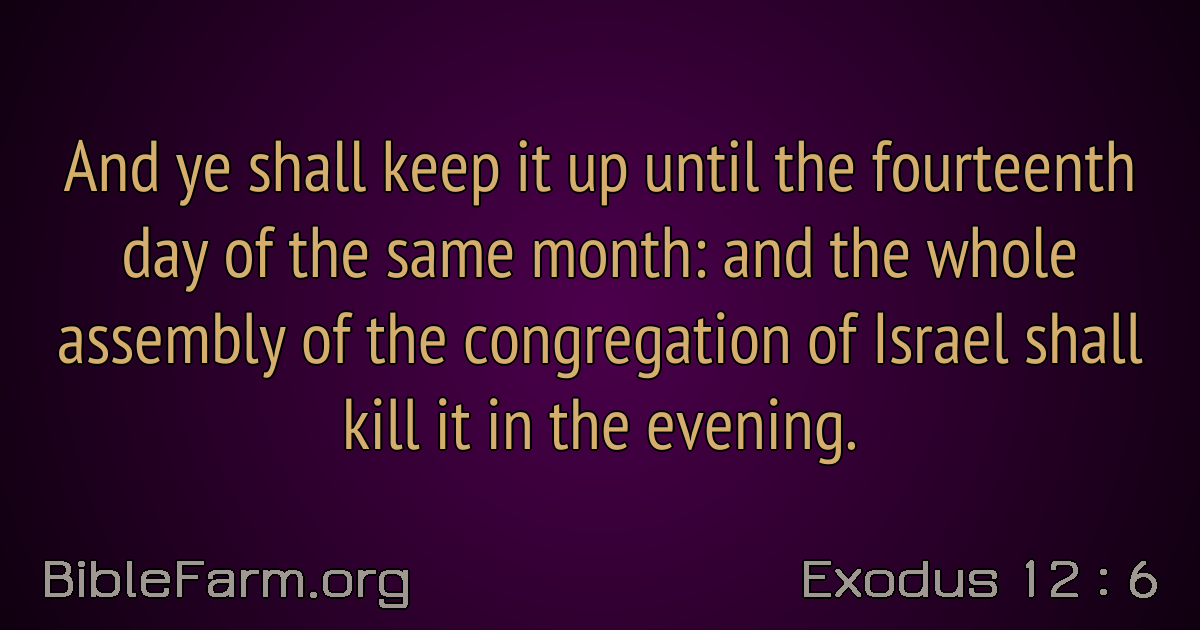 And ye shall keep it up until the fourteenth
day of the same month: and the whole
assembly of the congregation of Israel shall
kill it in the evening.
BibleFarm.org
Exodus 12 : 6